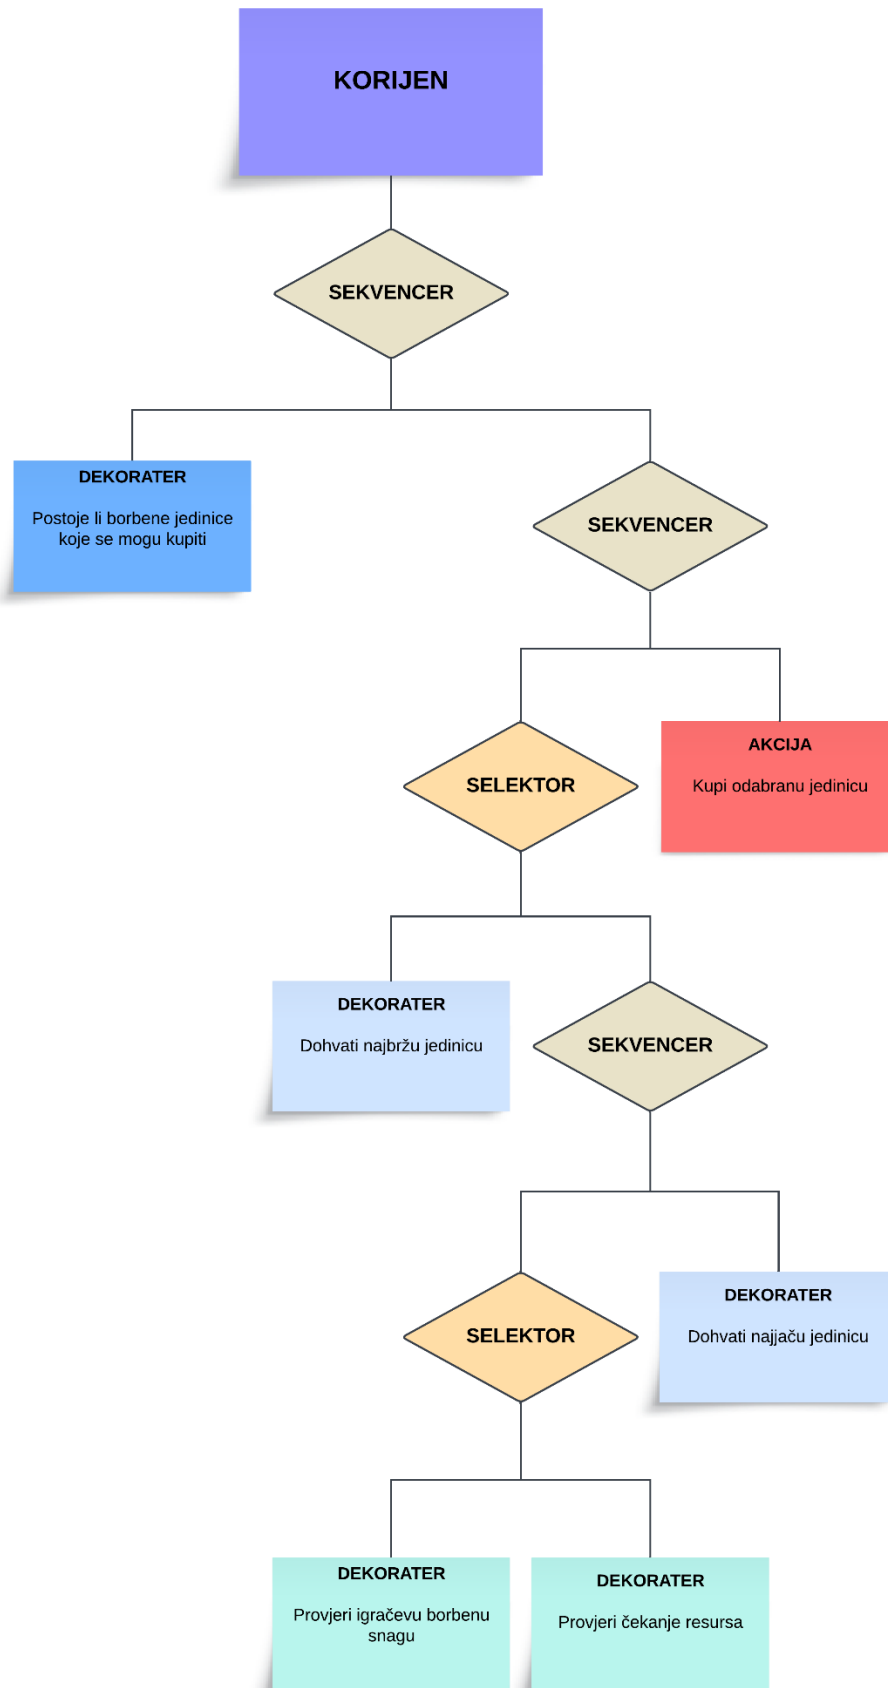 KORIJEN
SEKVENCER
DEKORATER
Postoje li borbene jedinice
koje se mogu kupiti
SEKVENCER
SELEKTOR
AKCIJA
Kupi odabranu jedinicu
DEKORATER
Dohvati najbržu jedinicu
SEKVENCER
SELEKTOR
DEKORATER
Dohvati najjaču jedinicu
DEKORATER
Provjeri igračevu borbenu
snagu
DEKORATER
Provjeri čekanje resursa